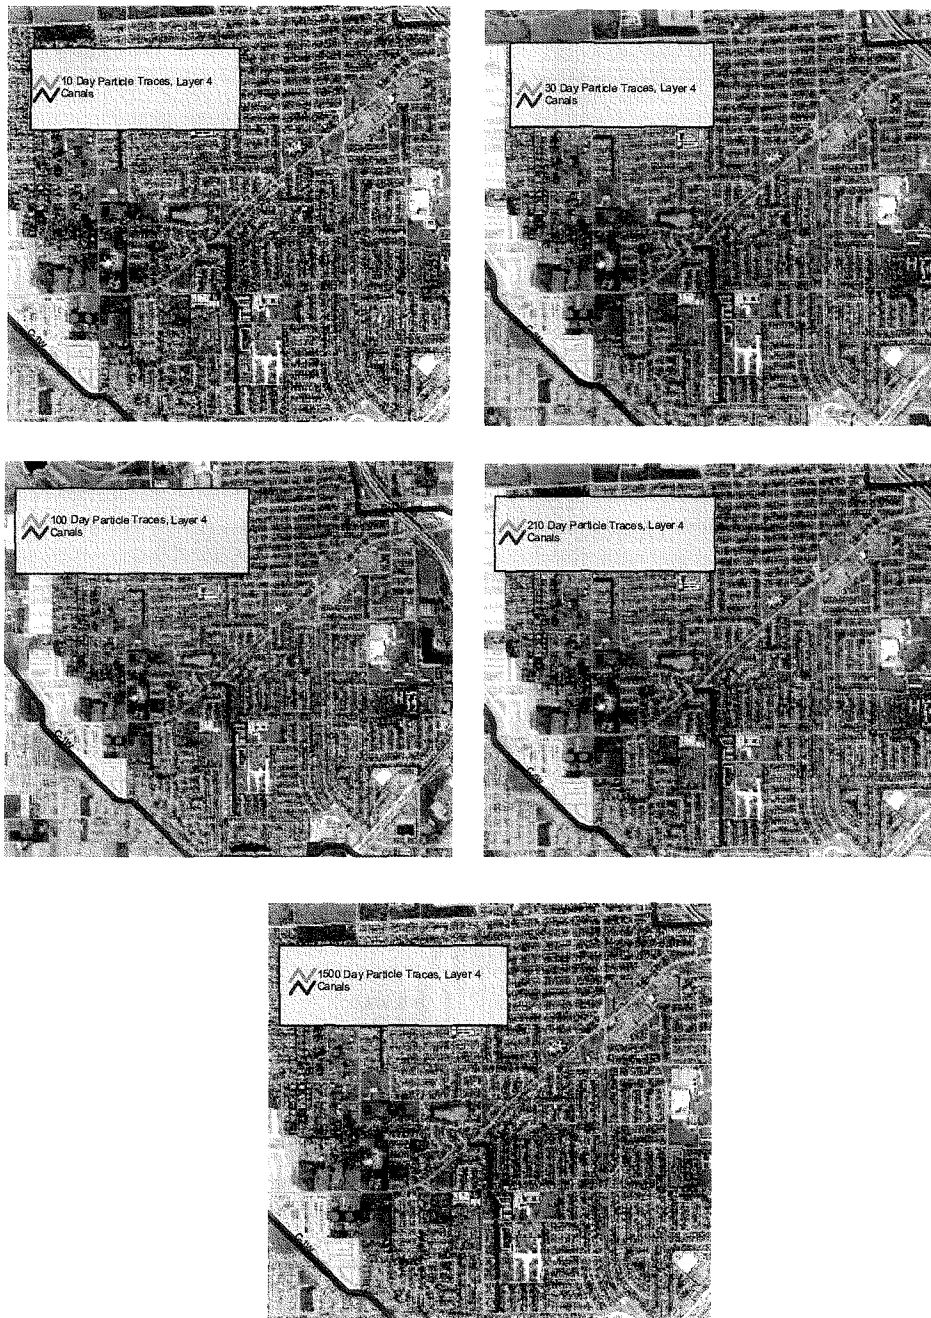 10 Day Particle Traces, Layer 4
Canals
30 Day Particle Traces, Layer 4
Canals
C-W
100 Day Particle Traces, Layer 4
Canals
210 Day Particle Traces, Layer 4
Canals
C-W
1500 Day Particle Traces, Layer 4
Canals
C-W